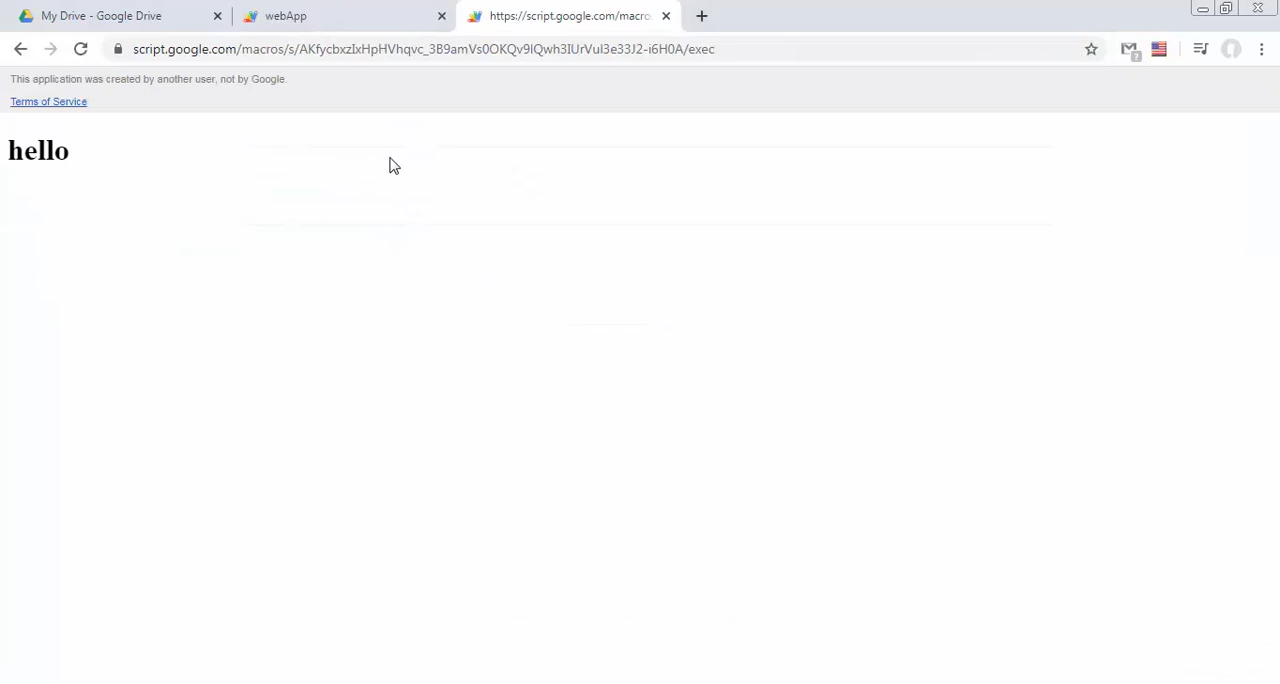 My Drive - Google Drive
webApp
https://script.google.com/macro
script.google.com/macros/s/AKfycbxzIxHpHVhqvc_3B9amVs0OKQv9lQwh3IUrVul3e33J2-i6H0A/exec
This application was created by another user, not by Google.
Terms of Service
hello